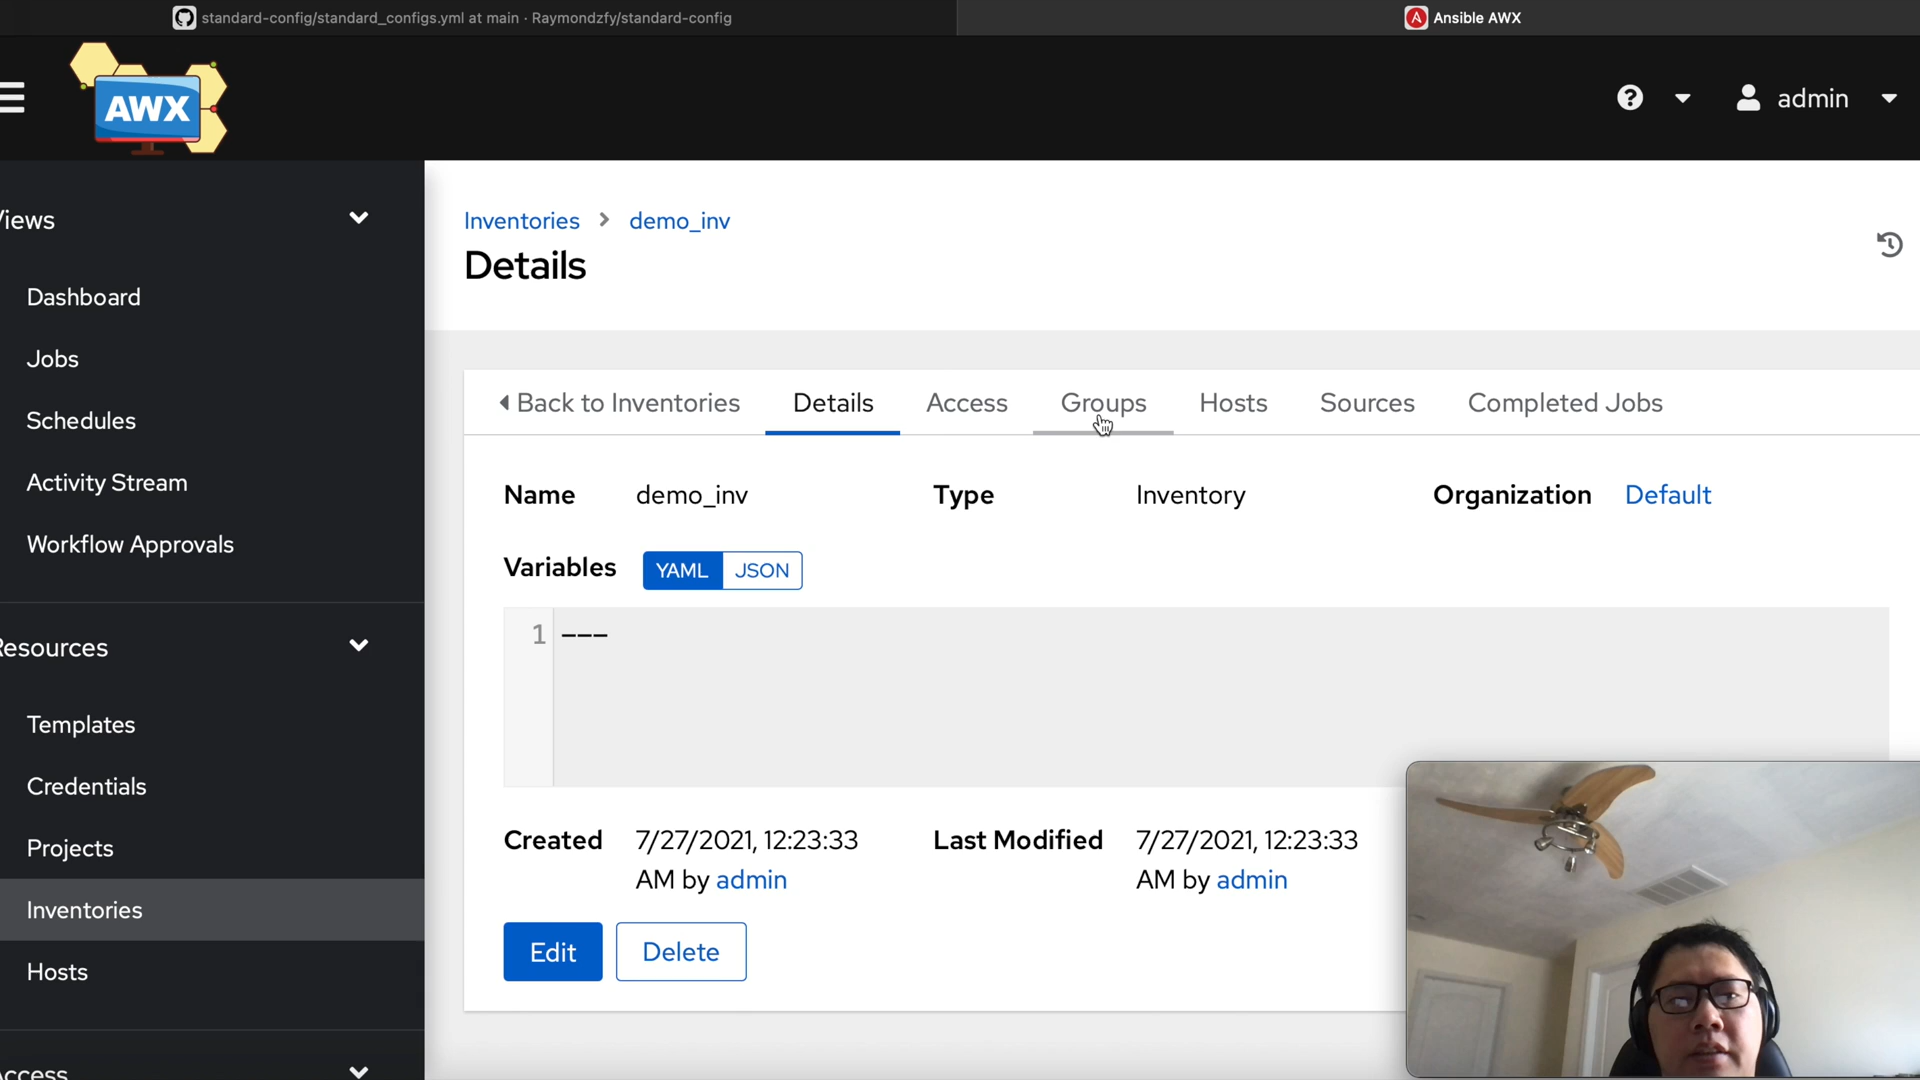 standard-config/standard_configs.yml at main · Raymondzfy/standard-config
Ansible AWX
AWX
admin
Views
Dashboard
Jobs
Schedules
Activity Stream
Workflow Approvals
Resources
Templates
Credentials
Projects
Inventories
Hosts
Access
Inventories > demo_inv
Details
Back to Inventories Details Access Groups Hosts Sources Completed Jobs
Name demo_inv Type Inventory Organization Default
Variables YAML JSON
1 ---
Created 7/27/2021, 12:23:33 AM by admin Last Modified 7/27/2021, 12:23:33 AM by admin
Edit Delete